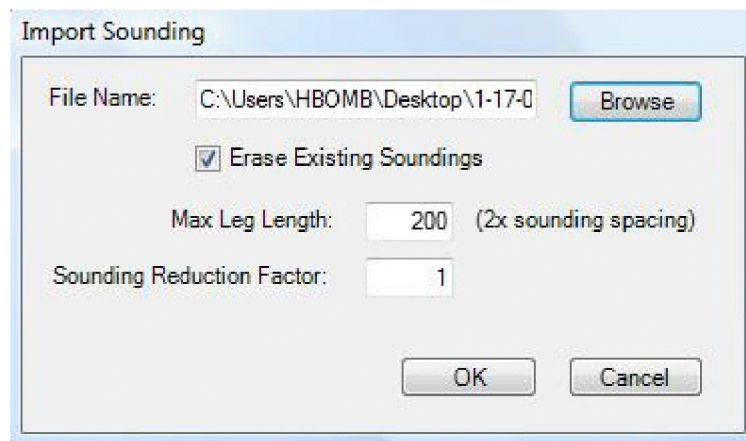 Import Sounding
File Name: C:\Users\HBOMB\Desktop\1-17-0 Browse
Erase Existing Soundings
Max Leg Length: 200 (2x sounding spacing)
Sounding Reduction Factor: 1
OK Cancel